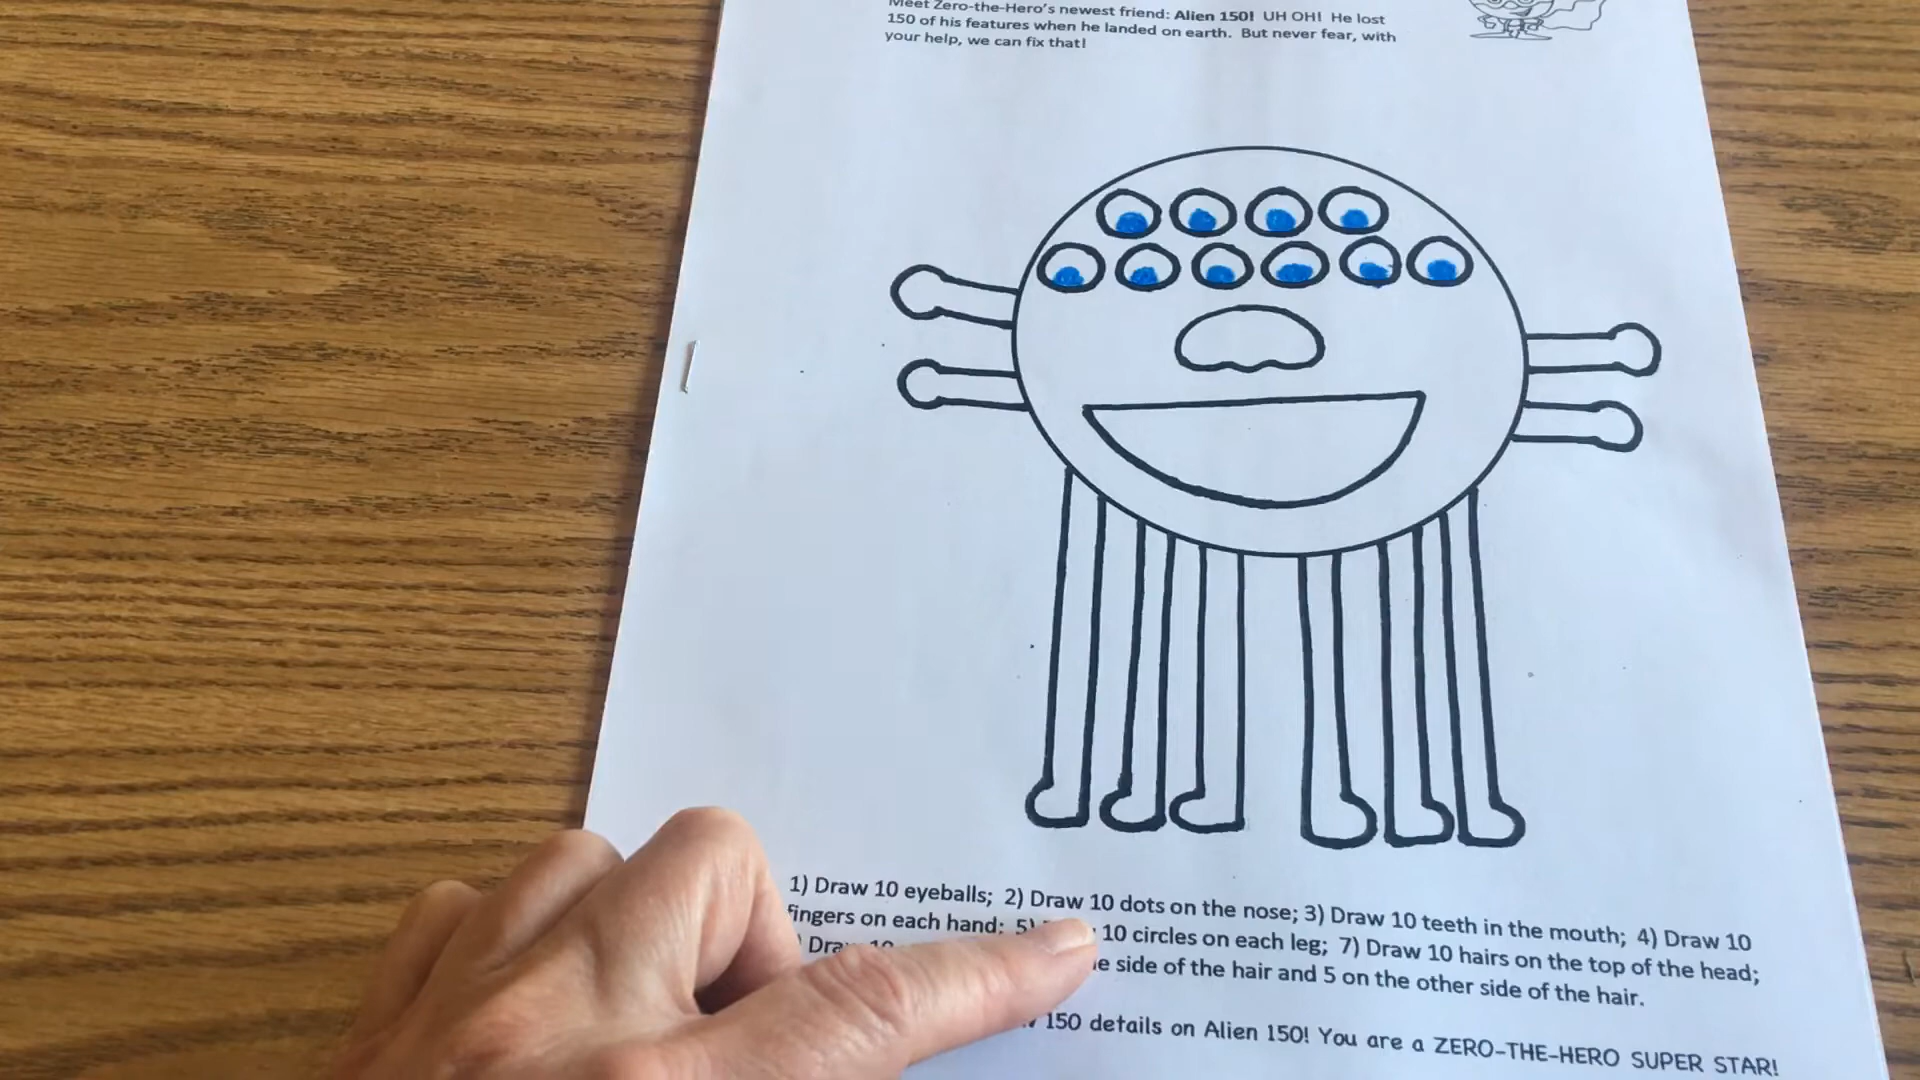 Meet Zero-the-Hero's newest friend: Alien 150! UH OH! He lost
150 of his features when he landed on earth. But never fear, with
your help, we can fix that!
1) Draw 10 eyeballs; 2) Draw 10 dots on the nose; 3) Draw 10 teeth in the mouth; 4) Draw 10
fingers on each hand; 5) 10 circles on each leg; 7) Draw 10 hairs on the top of the head;
) Draw 10 side of the hair and 5 on the other side of the hair.
150 details on Alien 150! You are a ZERO-THE-HERO SUPER STAR!